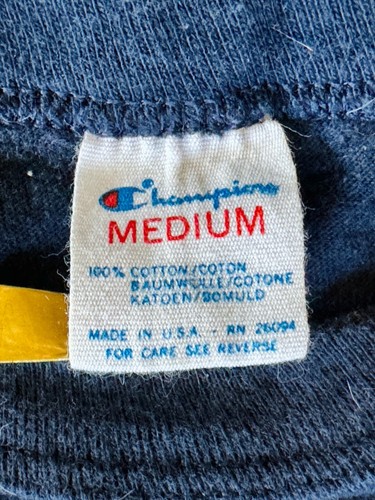 Champion
MEDIUM
100% COTTON/COTON
BAUMWOLLE/COTONE
KATOEN/BOMULD
MADE IN U.S.A. - RN 26094
FOR CARE SEE REVERSE